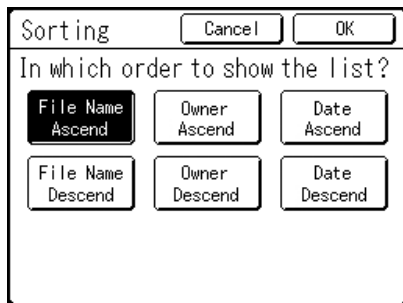 Sorting Cancel OK
In which order to show the list?
File Name Owner Date
Ascend Ascend Ascend
File Name Owner Date
Descend Descend Descend